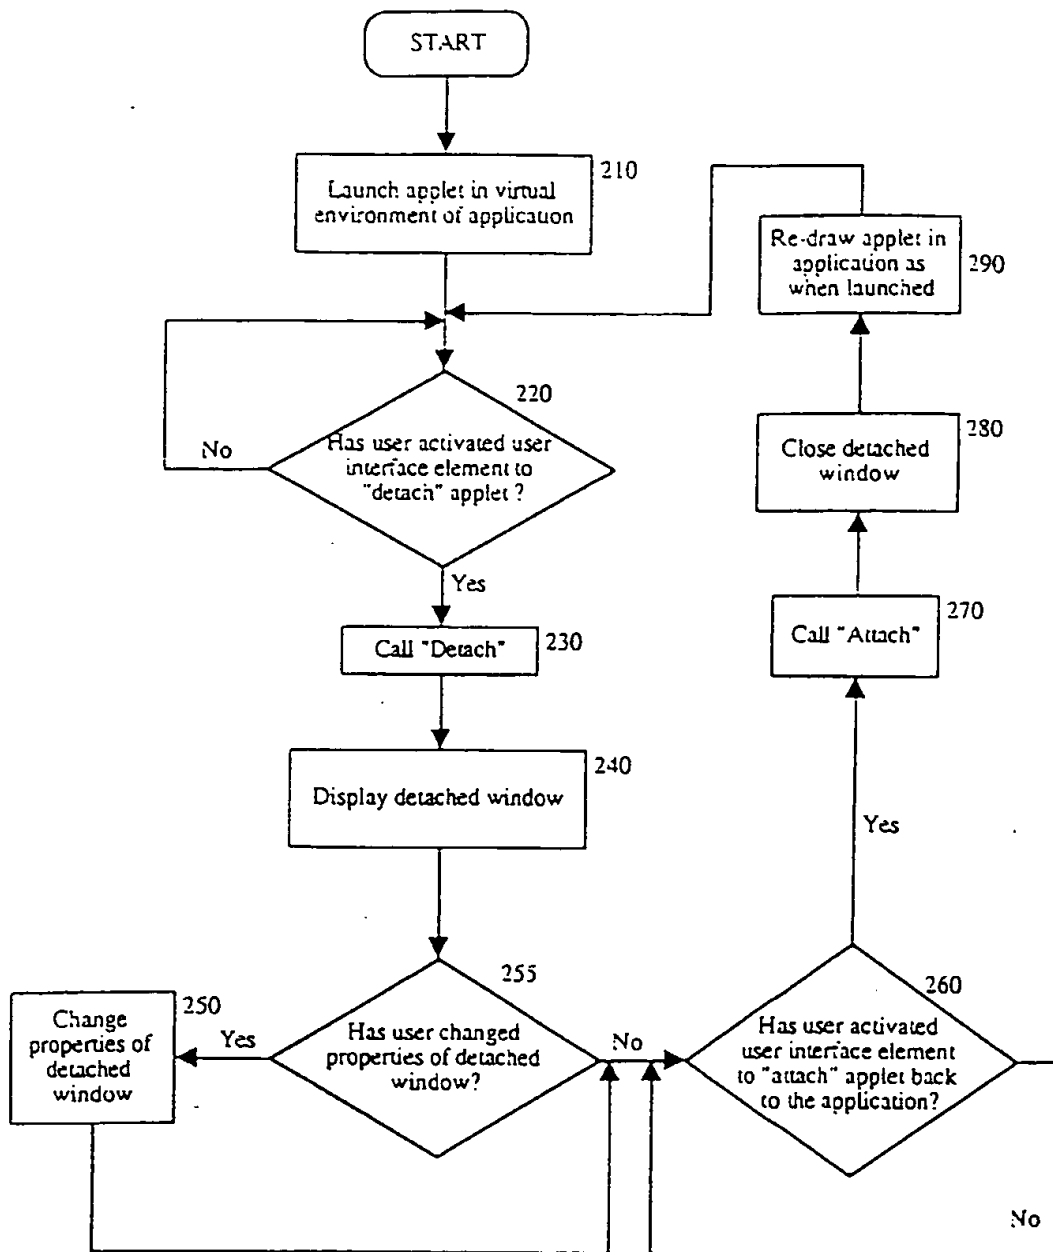 START
210
Launch applet in virtual
environment of application
Re-draw applet in
application as
when launched
290
220
Has user activated user
interface element to
"detach" applet ?
No
280
Close detached
window
Yes
270
Call "Attach"
Call "Detach"
230
240
Display detached window
Yes
255
260
250
Change
properties of
detached
window
Yes
Has user changed
properties of detached
window?
No
Has user activated
user interface element
to "attach" applet back
to the application?
No